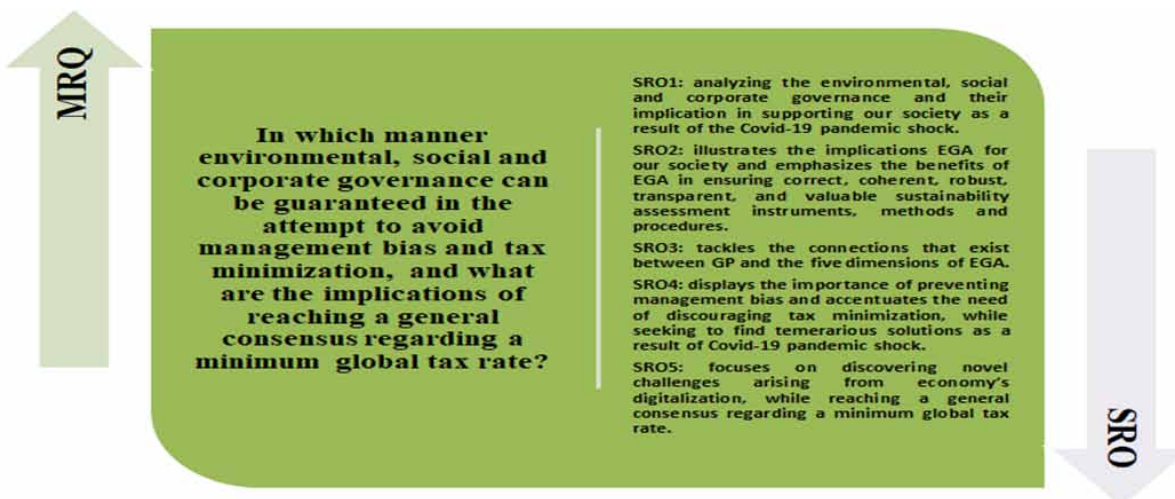 MRQ
In which manner
environmental, social and
corporate governance can
be guaranteed in the
attempt to avoid
management bias and tax
minimization, and what
are the implications of
reaching a general
consensus regarding a
minimum global tax rate?
SRO1: analyzing the environmental, social
and corporate governance and their
implication in supporting our society as a
result of the Covid-19 pandemic shock.
SRO2: illustrates the implications EGA for
our society and emphasizes the benefits of
EGA in ensuring correct, coherent, robust,
transparent, and valuable sustainability
assessment instruments, methods and
procedures.
SRO3: tackles the connections that exist
between GP and the five dimensions of EGA.
SRO4: displays the importance of preventing
management bias and accentuates the need
of discouraging tax minimization, while
seeking to find temerarious solutions as a
result of Covid-19 pandemic shock.
SRO5: focuses on discovering novel
challenges arising from economy's
digitalization, while reaching a general
consensus regarding a minimum global tax
rate.
SRO